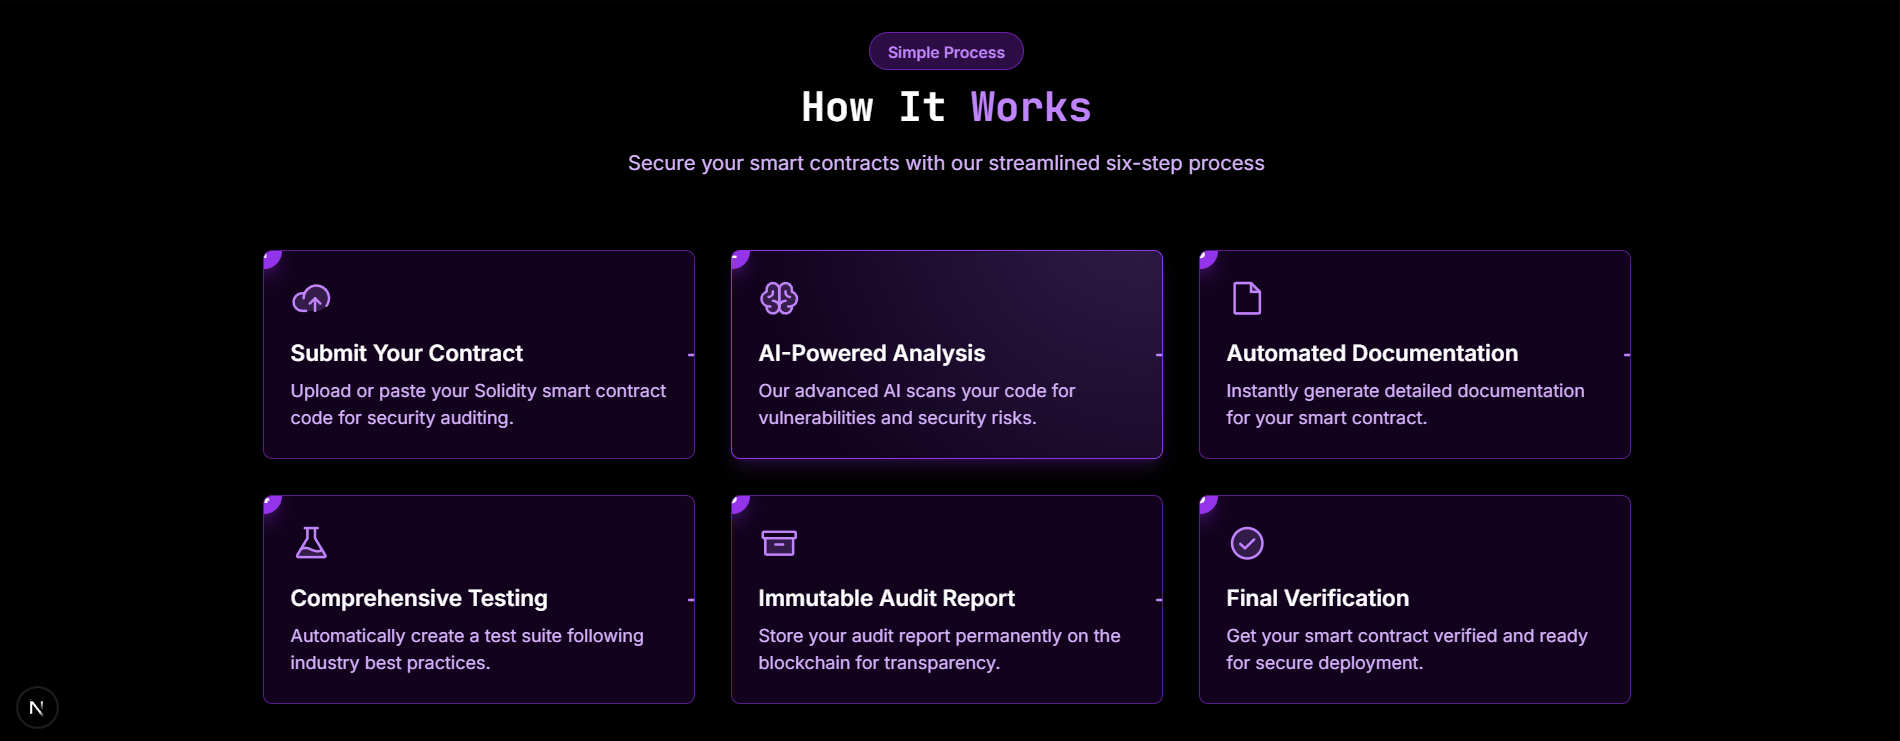 Simple Process
How It Works
Secure your smart contracts with our streamlined six-step process
Submit Your Contract
Upload or paste your Solidity smart contract
code for security auditing.
AI-Powered Analysis
Our advanced AI scans your code for
vulnerabilities and security risks.
Automated Documentation
Instantly generate detailed documentation
for your smart contract.
Comprehensive Testing
Automatically create a test suite following
industry best practices.
Immutable Audit Report
Store your audit report permanently on the
blockchain for transparency.
Final Verification
Get your smart contract verified and ready
for secure deployment.
N